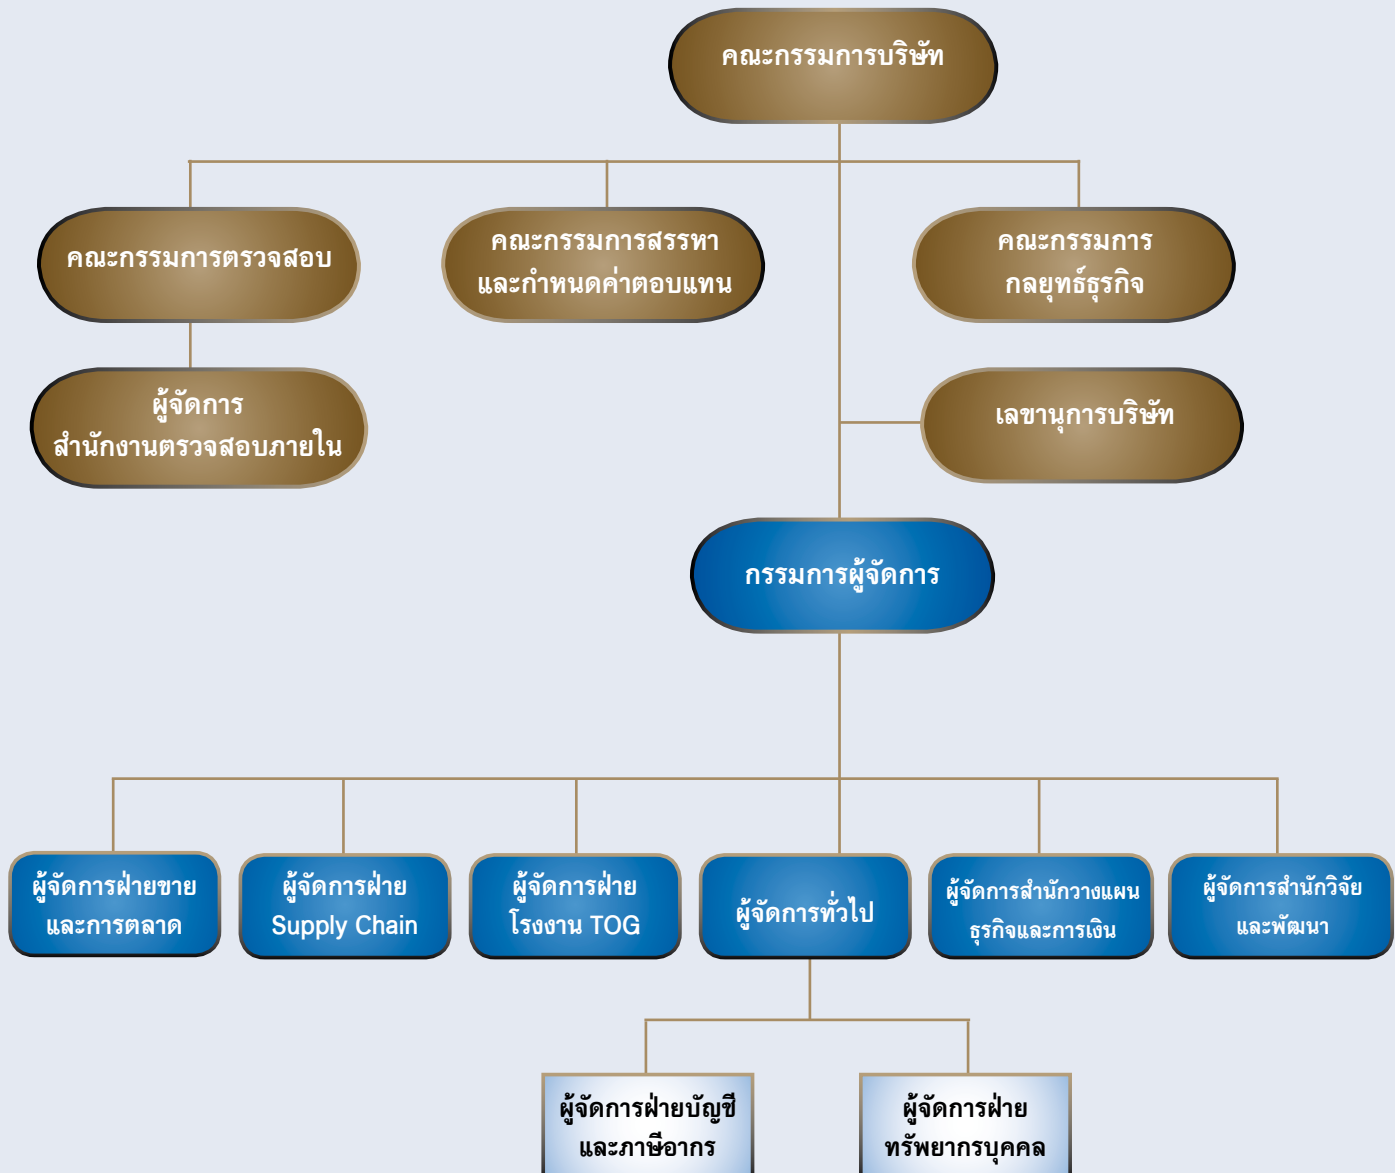 คณะกรรมการบริษัท
คณะกรรมการตรวจสอบ
คณะกรรมการสรรหา
และกำหนดค่าตอบแทน
คณะกรรมการ
กลยุทธ์ธุรกิจ
ผู้จัดการ
สำนักงานตรวจสอบภายใน
เลขานุการบริษัท
กรรมการผู้จัดการ
ผู้จัดการฝ่ายขาย
และการตลาด
ผู้จัดการฝ่าย
Supply Chain
ผู้จัดการฝ่าย
โรงงาน TOG
ผู้จัดการทั่วไป
ผู้จัดการสำนักวางแผน
ธุรกิจและการเงิน
ผู้จัดการสำนักวิจัย
และพัฒนา
ผู้จัดการฝ่ายบัญชี
และภาษีอากร
ผู้จัดการฝ่าย
ทรัพยากรบุคคล